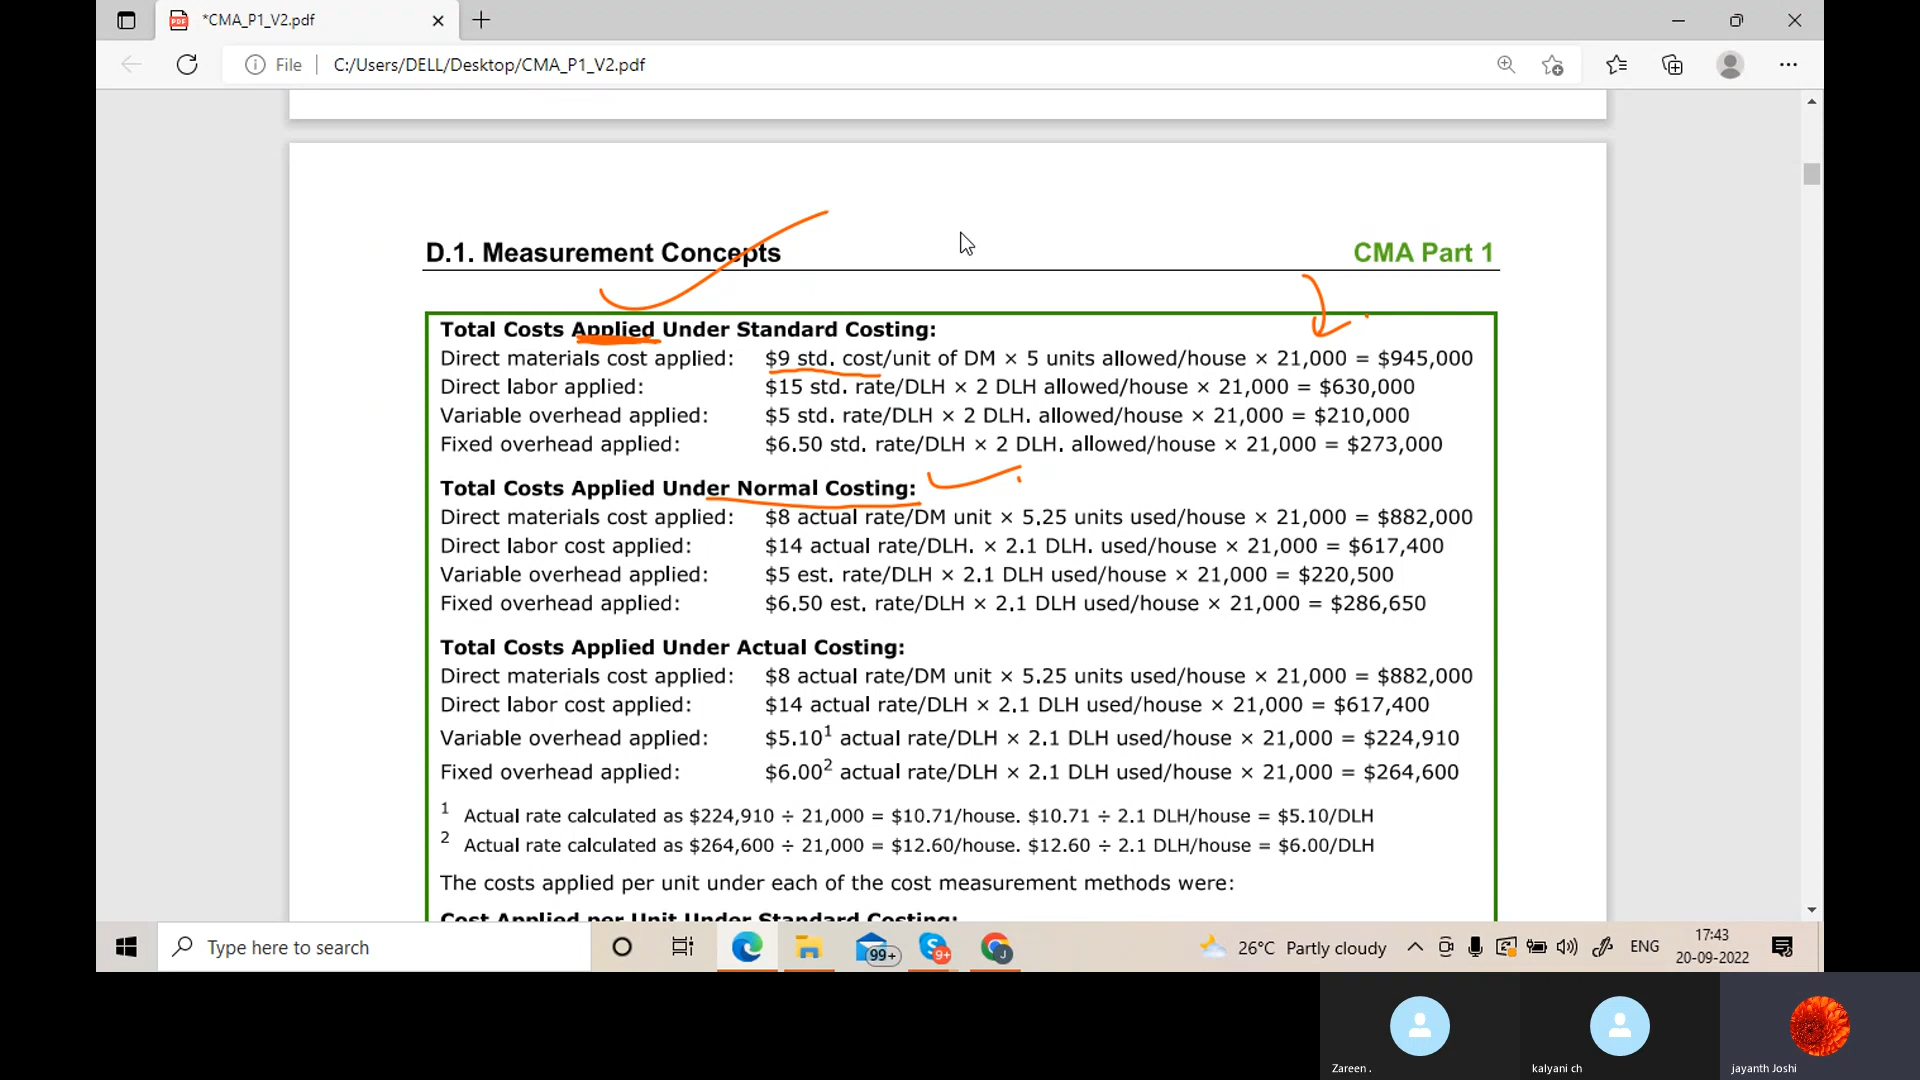 *CMA_P1_V2.pdf
File
C:/Users/DELL/Desktop/CMA_P1_V2.pdf
D.1. Measurement Concepts CMA Part 1
Total Costs Applied Under Standard Costing:
Direct materials cost applied: $9 std. cost/unit of DM × 5 units allowed/house × 21,000 = $945,000
Direct labor applied: $15 std. rate/DLH × 2 DLH allowed/house × 21,000 = $630,000
Variable overhead applied: $5 std. rate/DLH × 2 DLH. allowed/house × 21,000 = $210,000
Fixed overhead applied: $6.50 std. rate/DLH × 2 DLH. allowed/house × 21,000 = $273,000
Total Costs Applied Under Normal Costing:
Direct materials cost applied: $8 actual rate/DM unit × 5.25 units used/house × 21,000 = $882,000
Direct labor cost applied: $14 actual rate/DLH. × 2.1 DLH. used/house × 21,000 = $617,400
Variable overhead applied: $5 est. rate/DLH × 2.1 DLH used/house × 21,000 = $220,500
Fixed overhead applied: $6.50 est. rate/DLH × 2.1 DLH used/house × 21,000 = $286,650
Total Costs Applied Under Actual Costing:
Direct materials cost applied: $8 actual rate/DM unit × 5.25 units used/house × 21,000 = $882,000
Direct labor cost applied: $14 actual rate/DLH × 2.1 DLH used/house × 21,000 = $617,400
Variable overhead applied: $5.10¹ actual rate/DLH × 2.1 DLH used/house × 21,000 = $224,910
Fixed overhead applied: $6.00² actual rate/DLH × 2.1 DLH used/house × 21,000 = $264,600
¹ Actual rate calculated as $224,910 ÷ 21,000 = $10.71/house. $10.71 ÷ 2.1 DLH/house = $5.10/DLH
² Actual rate calculated as $264,600 ÷ 21,000 = $12.60/house. $12.60 ÷ 2.1 DLH/house = $6.00/DLH
The costs applied per unit under each of the cost measurement methods were:
Cost Applied per Unit Under Standard Costing:
Type here to search
99+
9+
J
26°C Partly cloudy
ENG
17:43
20-09-2022
Zareen .
kalyani ch
jayanth Joshi